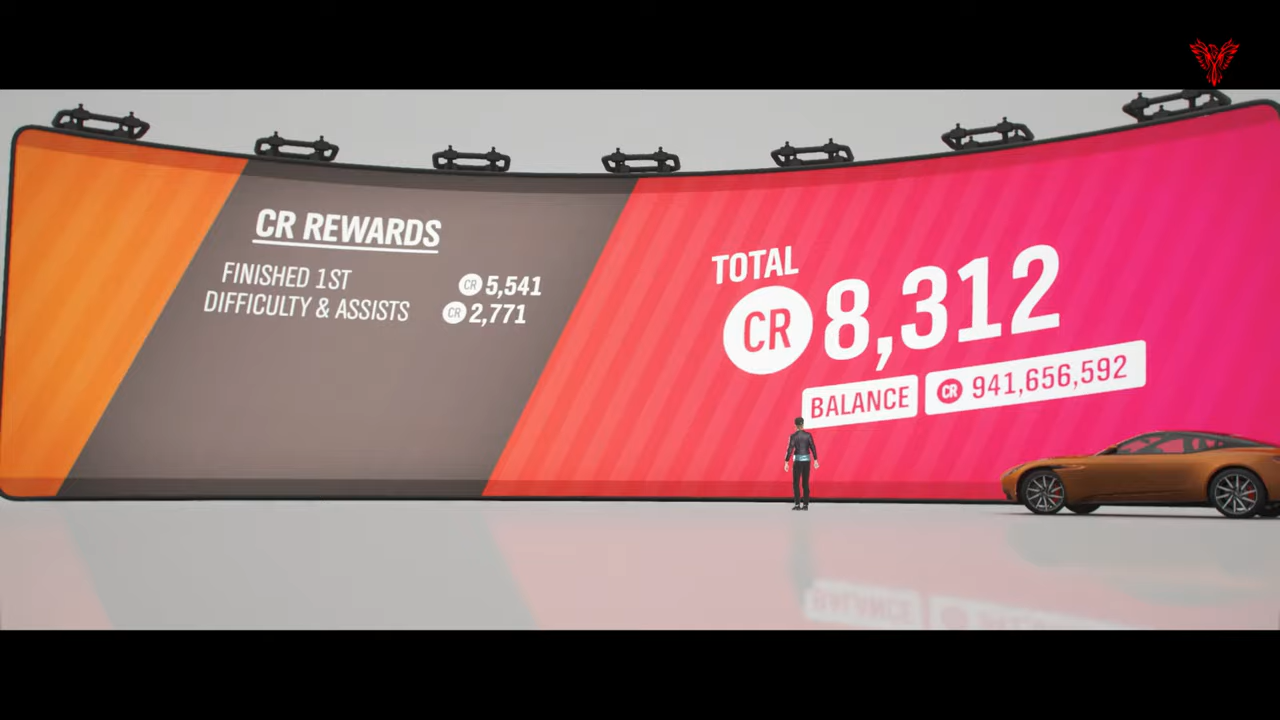 CR REWARDS
FINISHED 1ST CR 5,541
DIFFICULTY & ASSISTS CR 2,771
TOTAL
CR 8,312
BALANCE CR 941,656,592